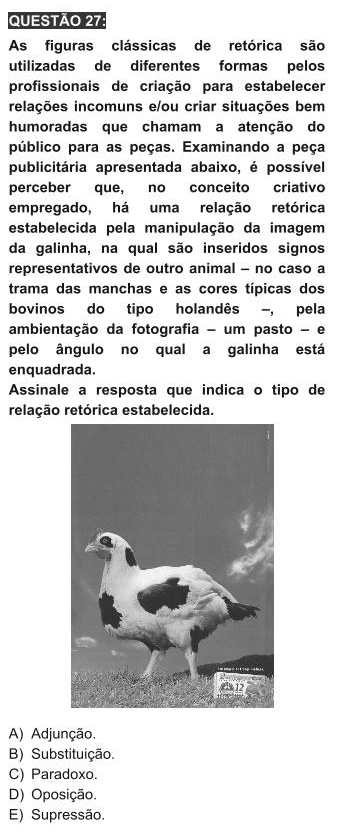 QUESTÃO 27:
As figuras clássicas de retórica são
utilizadas de diferentes formas pelos
profissionais de criação para estabelecer
relações incomuns e/ou criar situações bem
humoradas que chamam a atenção do
público para as peças. Examinando a peça
publicitária apresentada abaixo, é possível
perceber que, no conceito criativo
empregado, há uma relação retórica
estabelecida pela manipulação da imagem
da galinha, na qual são inseridos signos
representativos de outro animal – no caso a
trama das manchas e as cores típicas dos
bovinos do tipo holandês –, pela
ambientação da fotografia – um pasto – e
pelo ângulo no qual a galinha está
enquadrada.
Assinale a resposta que indica o tipo de
relação retórica estabelecida.
12
A) Adjunção.
B) Substituição.
C) Paradoxo.
D) Oposição.
E) Supressão.